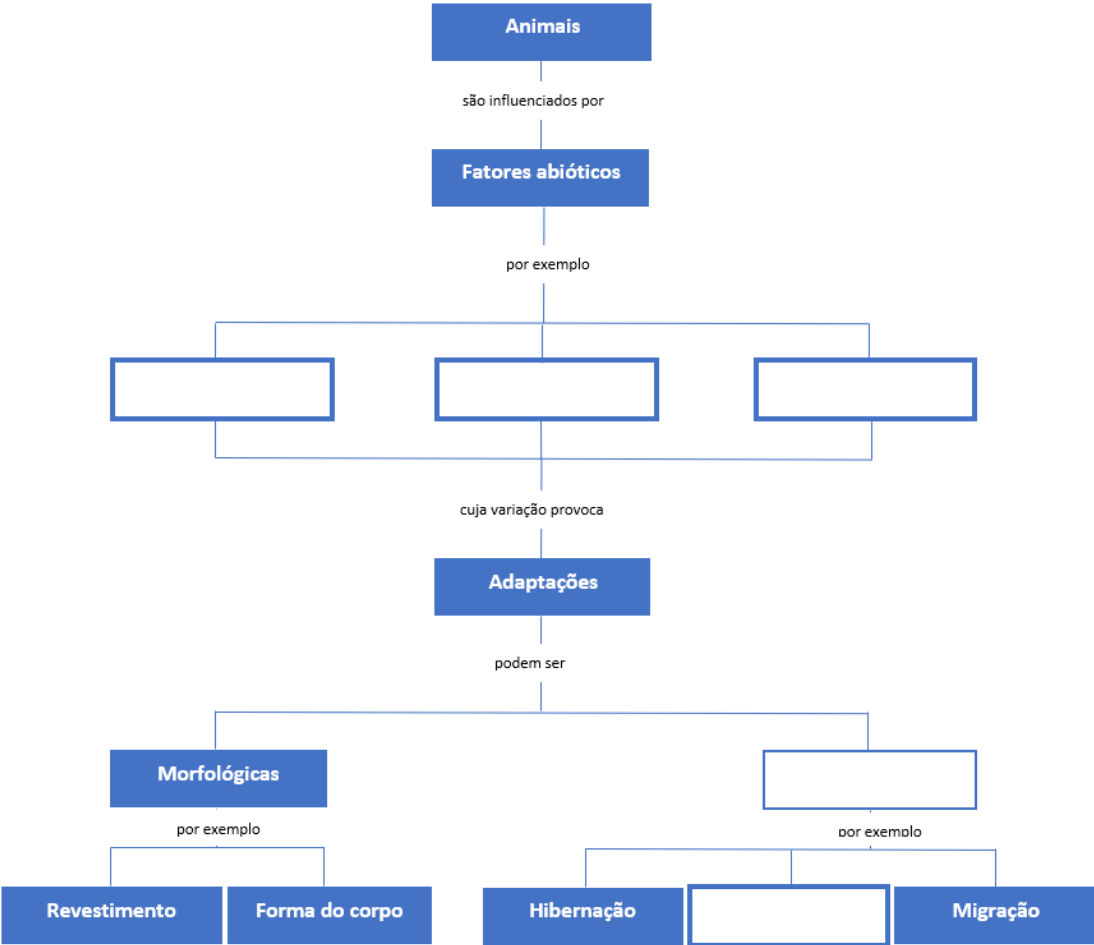 Animais
são influenciados por
Fatores abióticos
por exemplo
cuja variação provoca
Adaptações
podem ser
Morfológicas
por exemplo
por exemplo
Revestimento
Forma do corpo
Hibernação
Migração